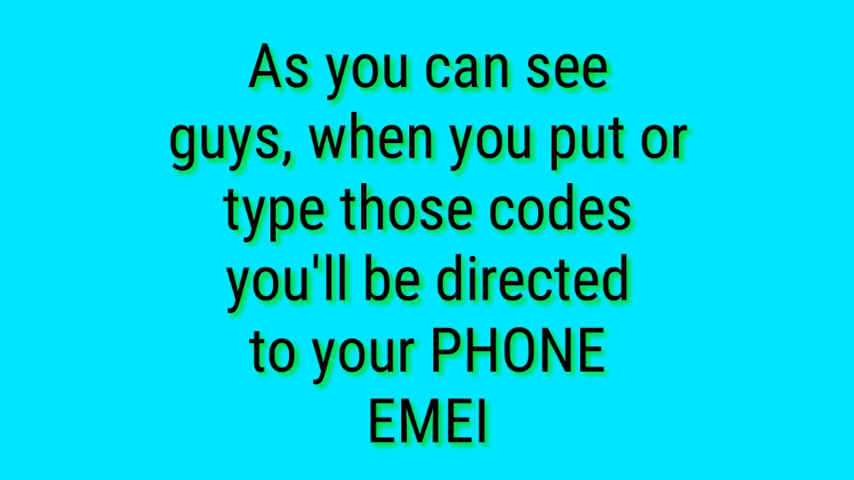 As you can see
guys, when you put or
type those codes
you'll be directed
to your PHONE
EMEI